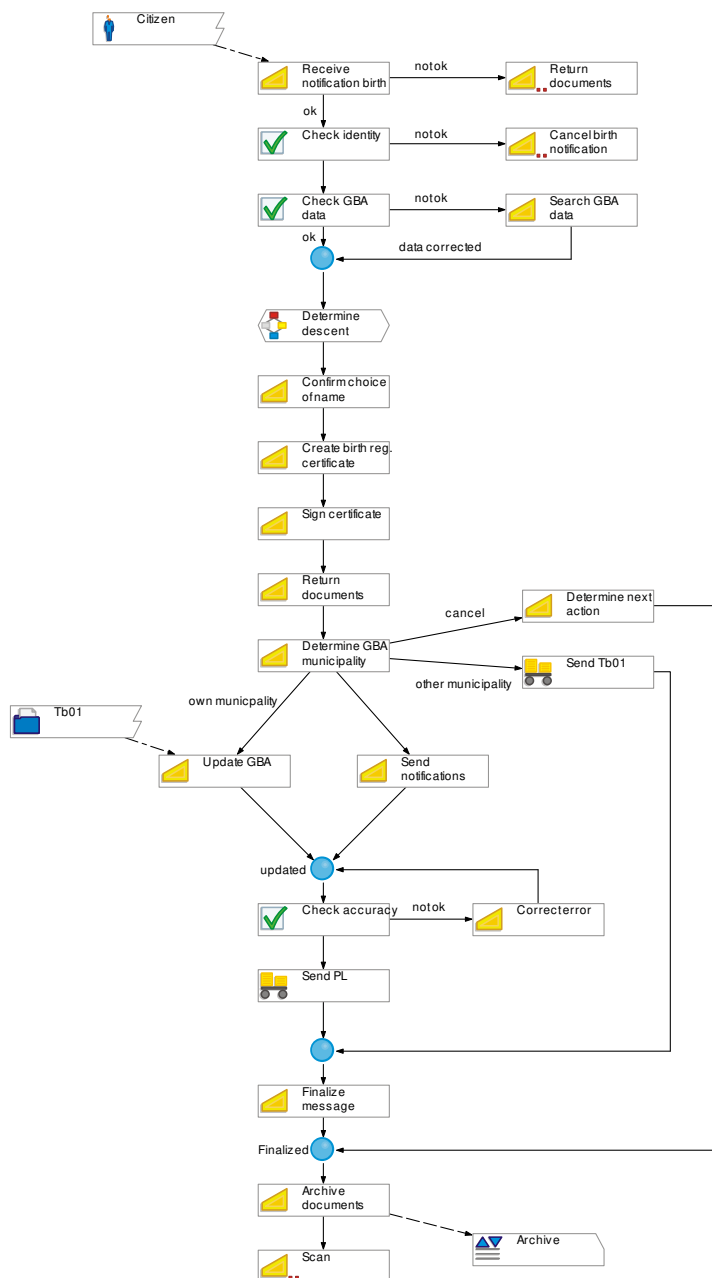 Citizen
Receive
notification birth
notok
Return
documents
ok
Check identity
notok
Cancel birth
notification
Check GBA
data
notok
Search GBA
data
ok
data corrected
Determine
descent
Confirm choice
of name
Create birth reg.
certificate
Sign certificate
Return
documents
cancel
Determine next
action
Determine GBA
municipality
other municipality
Send Tb01
own municpality
Tb01
Update GBA
Send
notifications
updated
Check accuracy
notok
Correcterror
Send PL
Finalize
message
Finalized
Archive
documents
Archive
Scan